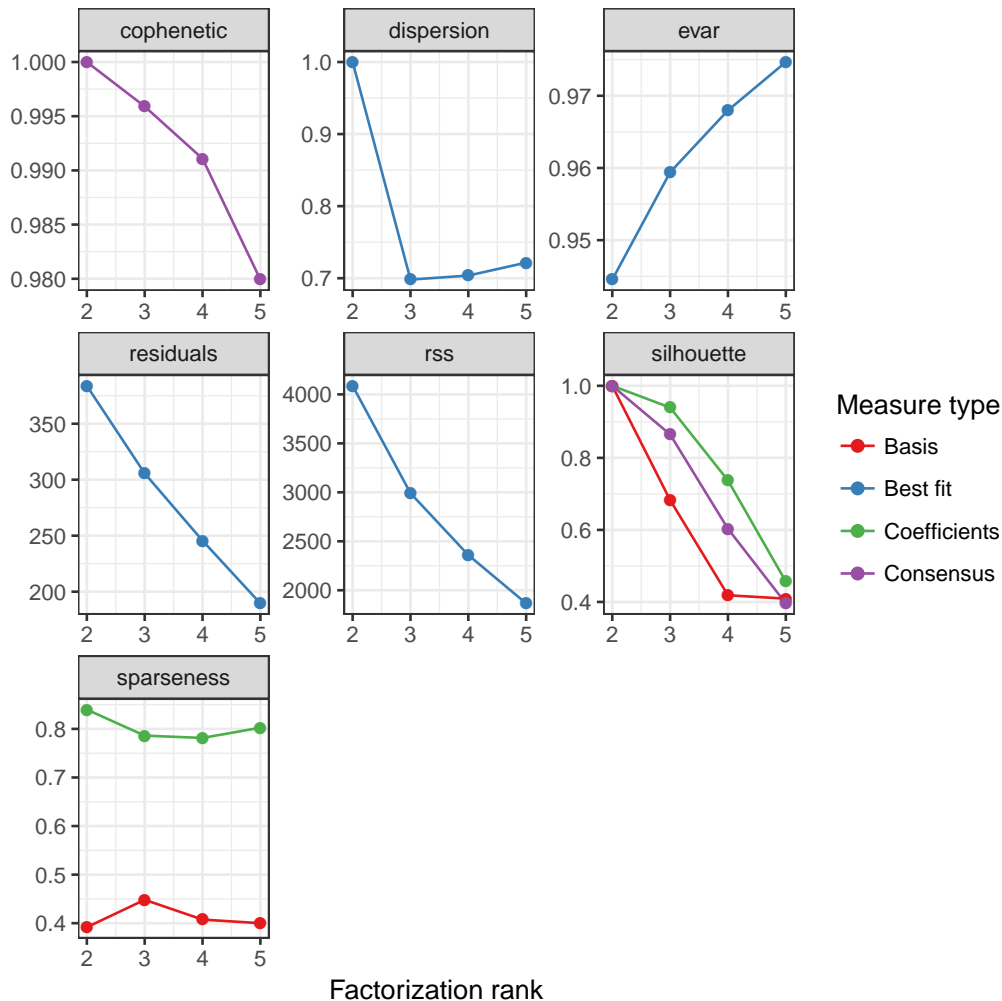 cophenetic
1.000
0.995
0.990
0.985
0.980
2 3 4 5
dispersion
1.0
0.9
0.8
0.7
2 3 4 5
evar
0.97
0.96
0.95
2 3 4 5
residuals
350
300
250
200
2 3 4 5
rss
4000
3500
3000
2500
2000
2 3 4 5
silhouette
1.0
0.8
0.6
0.4
2 3 4 5
sparseness
0.8
0.7
0.6
0.5
0.4
2 3 4 5
Factorization rank
Measure type
Basis
Best fit
Coefficients
Consensus